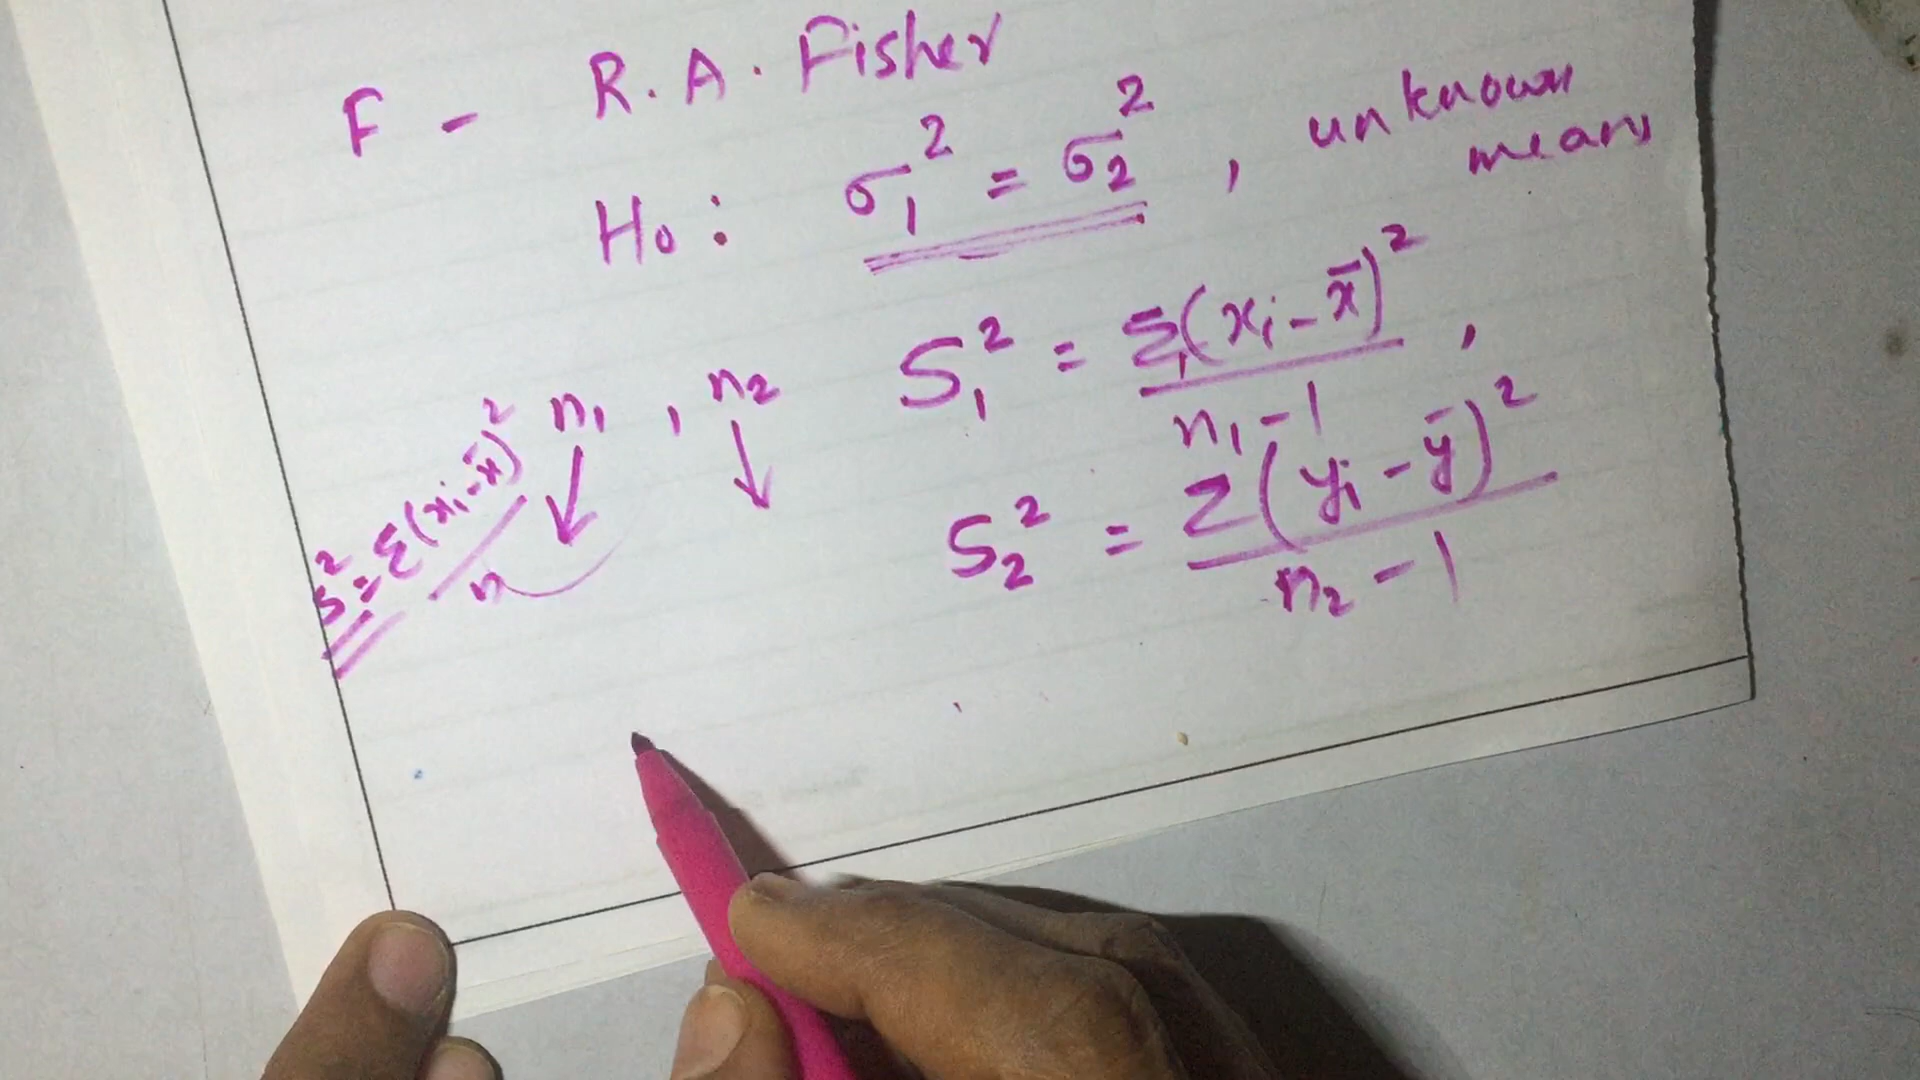 F - R.A. Fisher
H₀ : σ₁² = σ₂² , unknown means
S₁² = Σ(xᵢ - x̄)² / n₁ - 1 ,
n₁ , n₂
s² = Σ(xᵢ - x̄)² / n
S₂² = Σ(yᵢ - ȳ)² / n₂ - 1